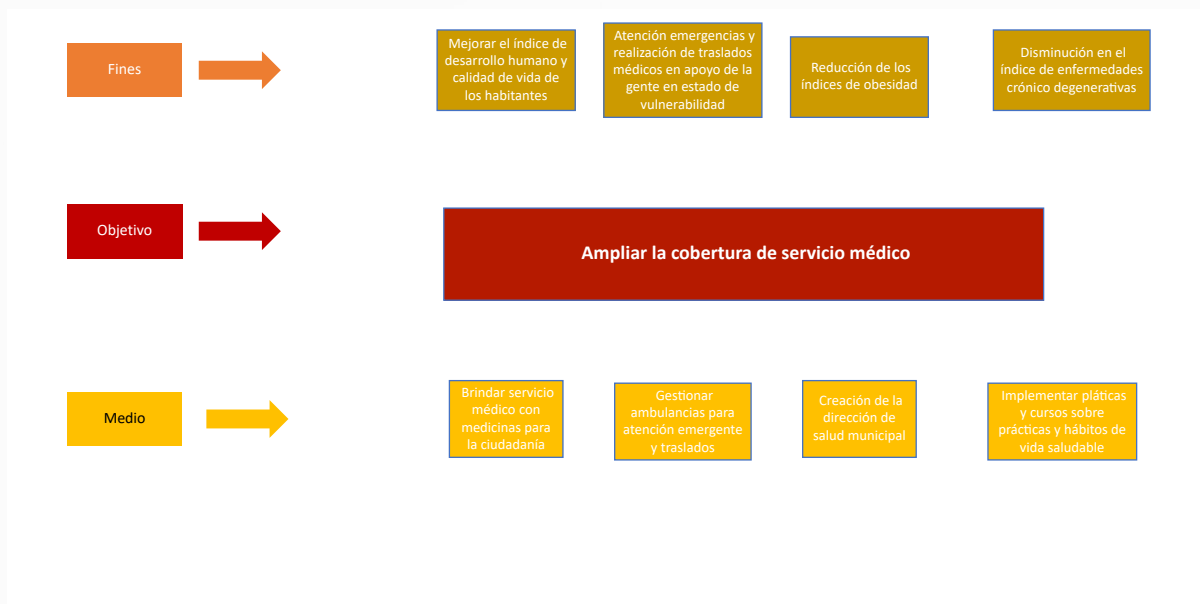 Fines
Mejorar el índice de
desarrollo humano y
calidad de vida de
los habitantes
Atención emergencias y
realización de traslados
médicos en apoyo de la
gente en estado de
vulnerabilidad
Reducción de los
índices de obesidad
Disminución en el
índice de enfermedades
crónico degenerativas
Objetivo
Ampliar la cobertura de servicio médico
Medio
Brindar servicio
médico con
medicinas para
la ciudadanía
Gestionar
ambulancias para
atención emergente
y traslados
Creación de la
dirección de
salud municipal
Implementar pláticas
y cursos sobre
prácticas y hábitos de
vida saludable